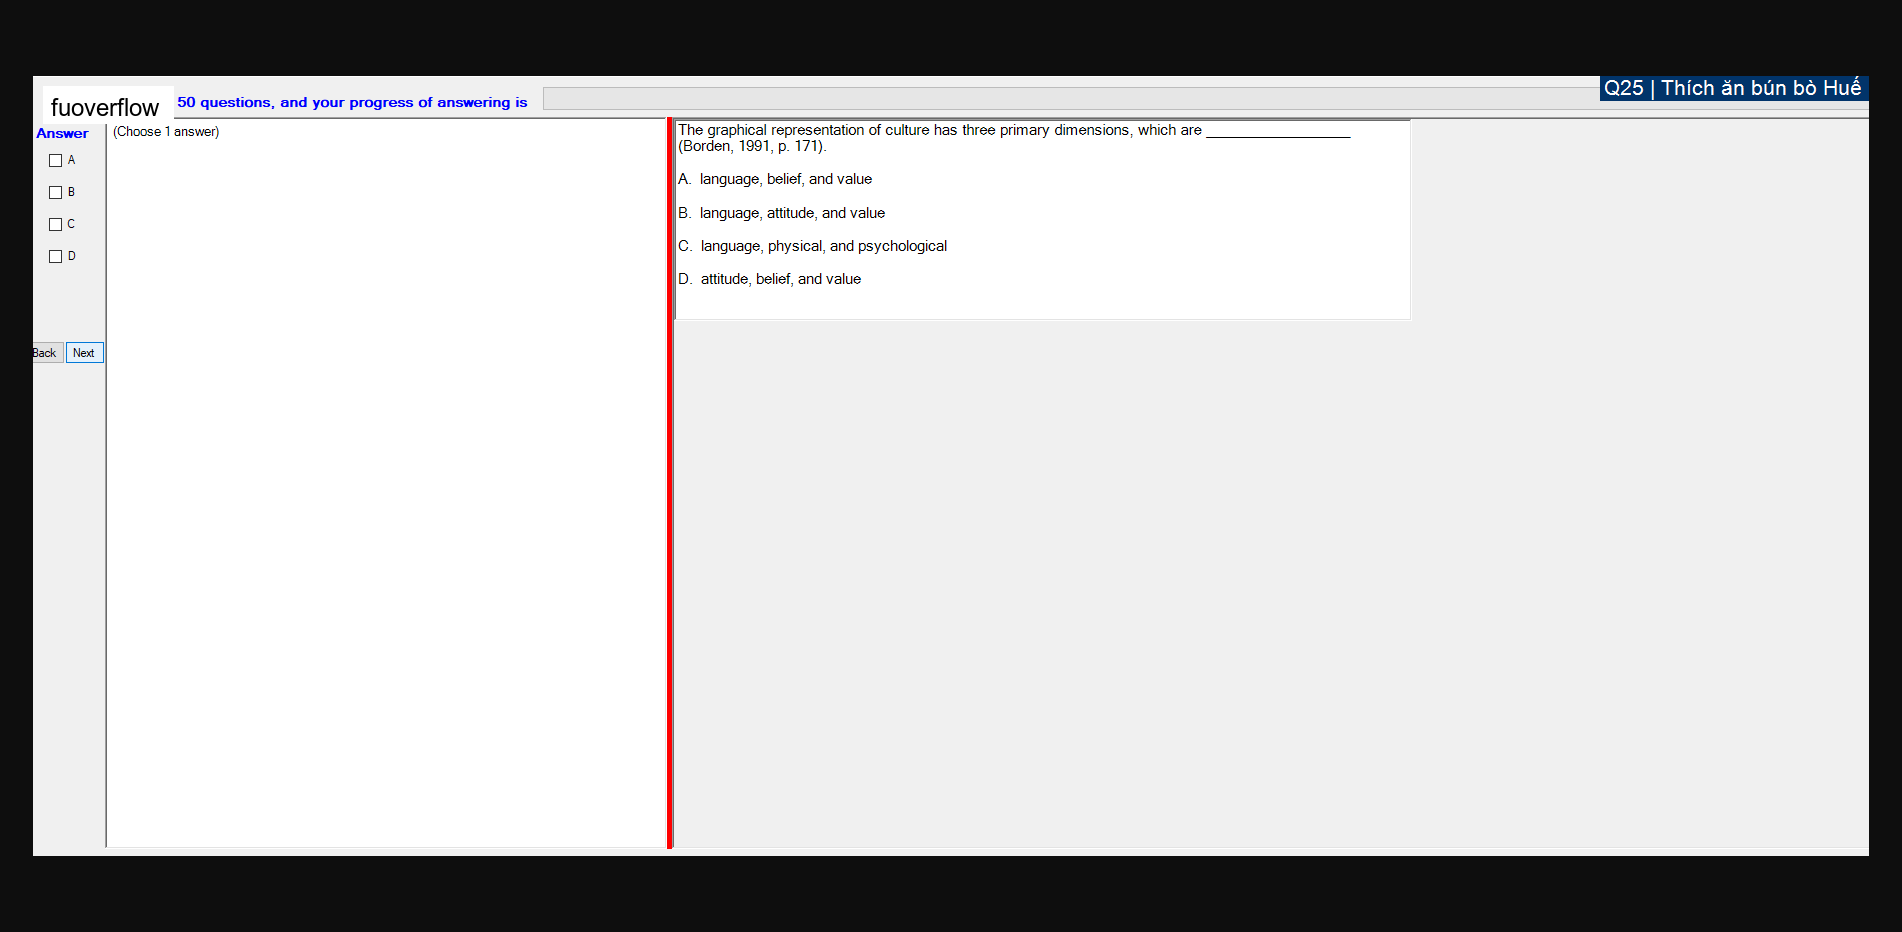 Q25 | Thích ăn bún bò Huế
fuoverflow
50 questions, and your progress of answering is
Answer
(Choose 1 answer)
A
B
C
D
Back
Next
The graphical representation of culture has three primary dimensions, which are __________________
(Borden, 1991, p. 171).
A. language, belief, and value
B. language, attitude, and value
C. language, physical, and psychological
D. attitude, belief, and value